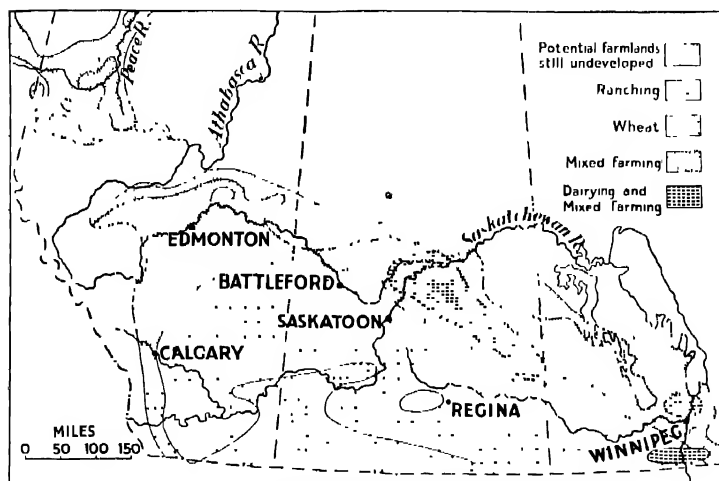 Peace R.
Athabasca R.
Potential farmlands
still undeveloped
Ranching
Wheat
Mixed farming
Dairying and
Mixed Farming
Saskatchewan R.
EDMONTON
BATTLEFORD
SASKATOON
CALGARY
REGINA
WINNIPEG
MILES
0 50 100 150